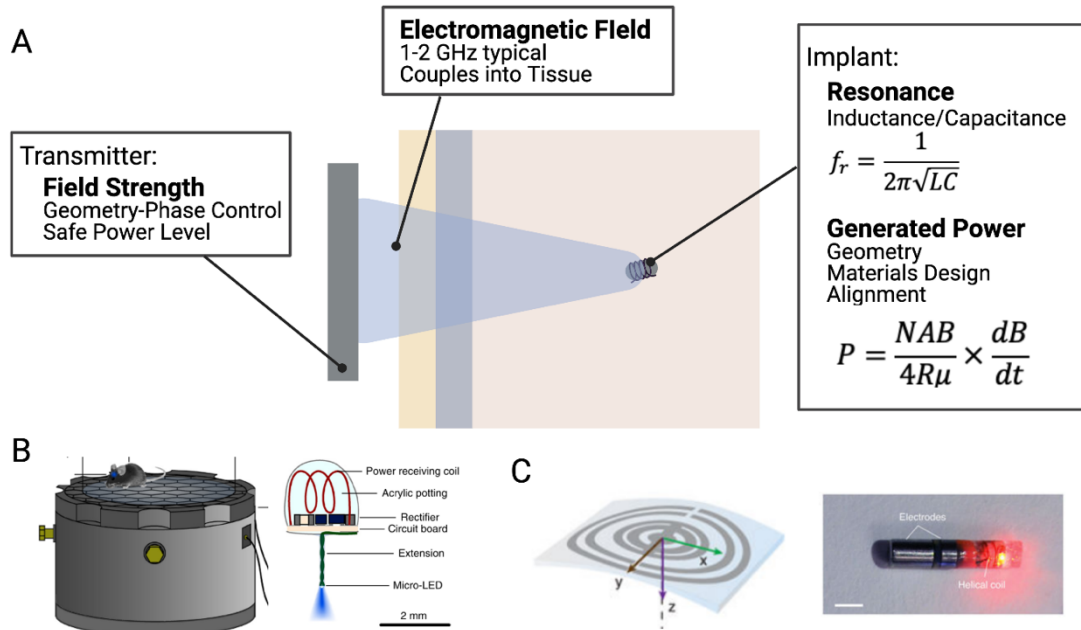 A
Electromagnetic FIeld
1-2 GHz typical
Couples into Tissue
Transmitter:
Field Strength
Geometry-Phase Control
Safe Power Level
Implant:
Resonance
Inductance/Capacitance
f_r = 1 / 2π√LC
Generated Power
Geometry
Materials Design
Alignment
P = NAB / 4Rμ × dB / dt
B
Power receiving coil
Acrylic potting
Rectifier
Circuit board
Extension
Micro-LED
2 mm
C
x
y
z
Electrodes
Helical coil